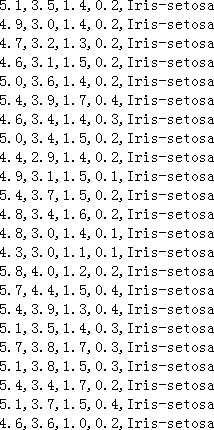 5.1,3.5,1.4,0.2,Iris-setosa
4.9,3.0,1.4,0.2,Iris-setosa
4.7,3.2,1.3,0.2,Iris-setosa
4.6,3.1,1.5,0.2,Iris-setosa
5.0,3.6,1.4,0.2,Iris-setosa
5.4,3.9,1.7,0.4,Iris-setosa
4.6,3.4,1.4,0.3,Iris-setosa
5.0,3.4,1.5,0.2,Iris-setosa
4.4,2.9,1.4,0.2,Iris-setosa
4.9,3.1,1.5,0.1,Iris-setosa
5.4,3.7,1.5,0.2,Iris-setosa
4.8,3.4,1.6,0.2,Iris-setosa
4.8,3.0,1.4,0.1,Iris-setosa
4.3,3.0,1.1,0.1,Iris-setosa
5.8,4.0,1.2,0.2,Iris-setosa
5.7,4.4,1.5,0.4,Iris-setosa
5.4,3.9,1.3,0.4,Iris-setosa
5.1,3.5,1.4,0.3,Iris-setosa
5.7,3.8,1.7,0.3,Iris-setosa
5.1,3.8,1.5,0.3,Iris-setosa
5.4,3.4,1.7,0.2,Iris-setosa
5.1,3.7,1.5,0.4,Iris-setosa
4.6,3.6,1.0,0.2,Iris-setosa